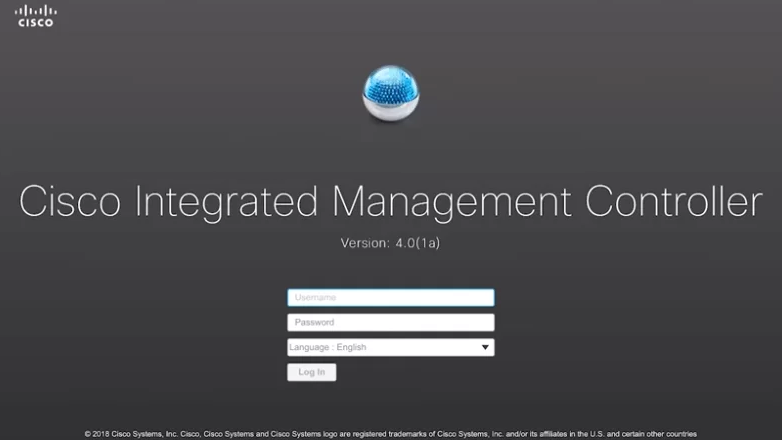 CISCO
Cisco Integrated Management Controller
Version: 4.0(1a)
Username
Password
Language : English
Log In
© 2018 Cisco Systems, Inc. Cisco, Cisco Systems and Cisco Systems logo are registered trademarks of Cisco Systems, Inc. and/or its affiliates in the U.S. and certain other countries